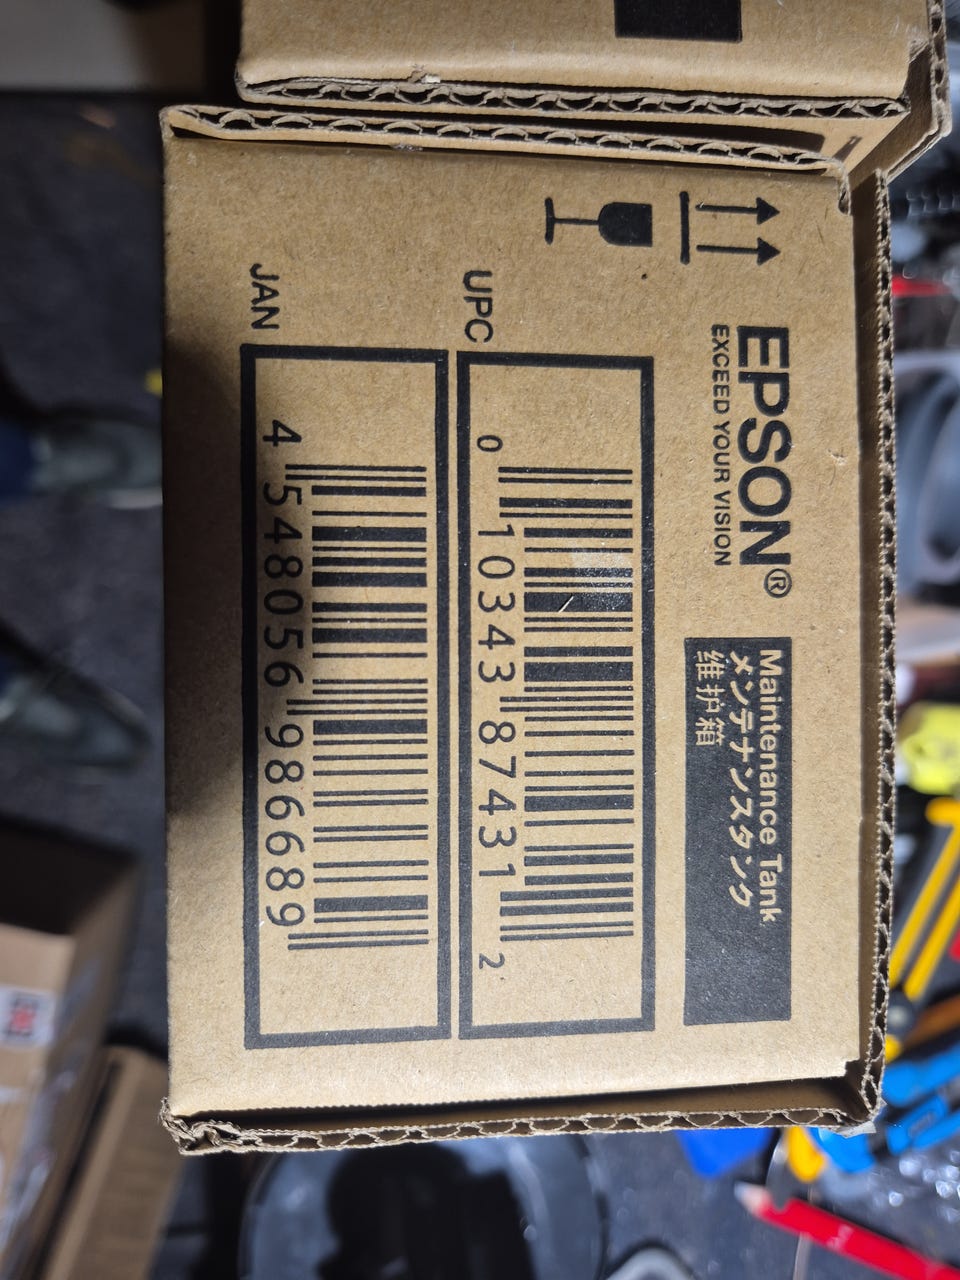 EPSON®
EXCEED YOUR VISION
Maintenance Tank
メンテナンスタンク
维护箱
UPC
0 10343 87431 2
JAN
4 548056 986689